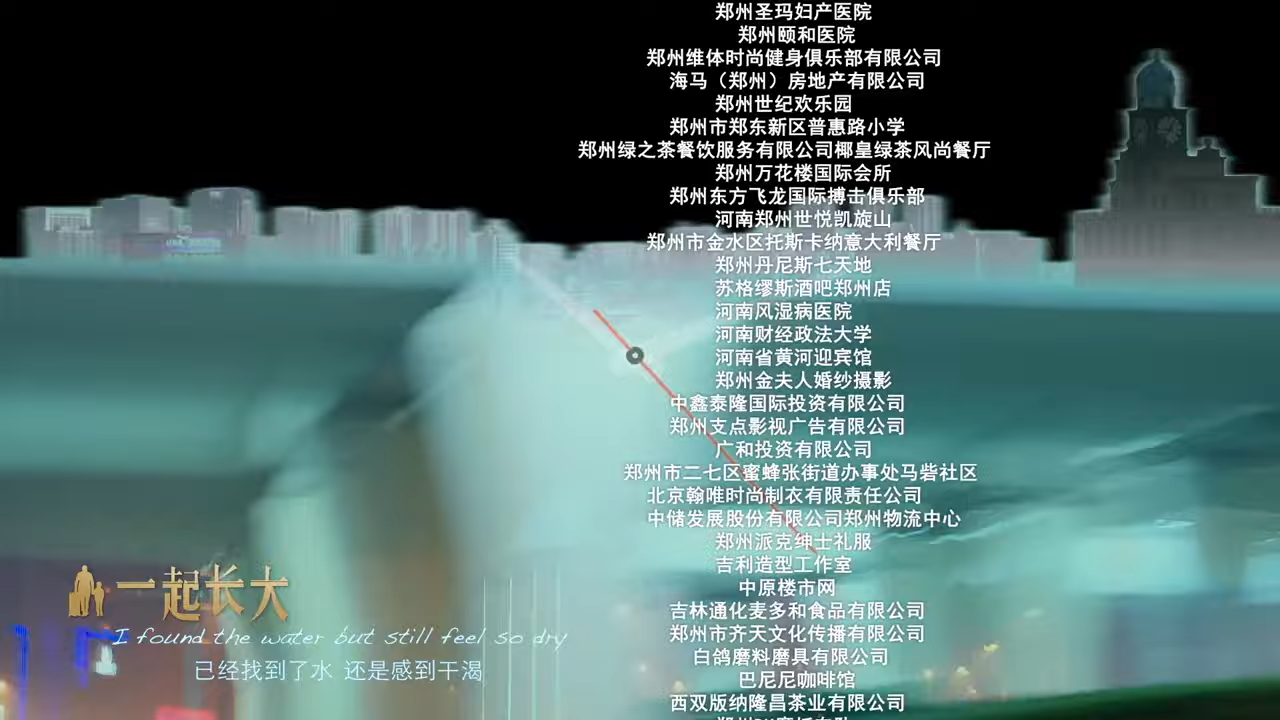 郑州圣玛妇产医院
郑州颐和医院
郑州维体时尚健身俱乐部有限公司
海马（郑州）房地产有限公司
郑州世纪欢乐园
郑州市郑东新区普惠路小学
郑州绿之茶餐饮服务有限公司椰皇绿茶风尚餐厅
郑州万花楼国际会所
郑州东方飞龙国际搏击俱乐部
河南郑州世悦凯旋山
郑州市金水区托斯卡纳意大利餐厅
郑州丹尼斯七天地
苏格缪斯酒吧郑州店
河南风湿病医院
河南财经政法大学
河南省黄河迎宾馆
郑州金夫人婚纱摄影
中鑫泰隆国际投资有限公司
郑州支点影视广告有限公司
广和投资有限公司
郑州市二七区蜜蜂张街道办事处马砦社区
北京翰唯时尚制衣有限责任公司
中储发展股份有限公司郑州物流中心
郑州派克绅士礼服
吉利造型工作室
中原楼市网
吉林通化麦多和食品有限公司
郑州市齐天文化传播有限公司
白鸽磨料磨具有限公司
巴尼尼咖啡馆
西双版纳隆昌茶业有限公司
一起长大
I found the water but still feel so dry
已经找到了水 还是感到干渴